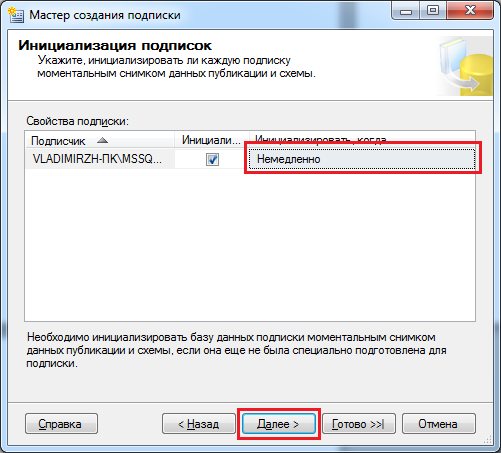 Мастер создания подписки
Инициализация подписок
Укажите, инициализировать ли каждую подписку
моментальным снимком данных публикации и схемы.
Свойства подписки:
Подписчик Инициали... Инициализировать, когда
VLADIMIRZH-ПК\MSSQ... Немедленно
Необходимо инициализировать базу данных подписки моментальным снимком
данных публикации и схемы, если она еще не была специально подготовлена для
подписки.
Справка < Назад Далее > Готово >>| Отмена